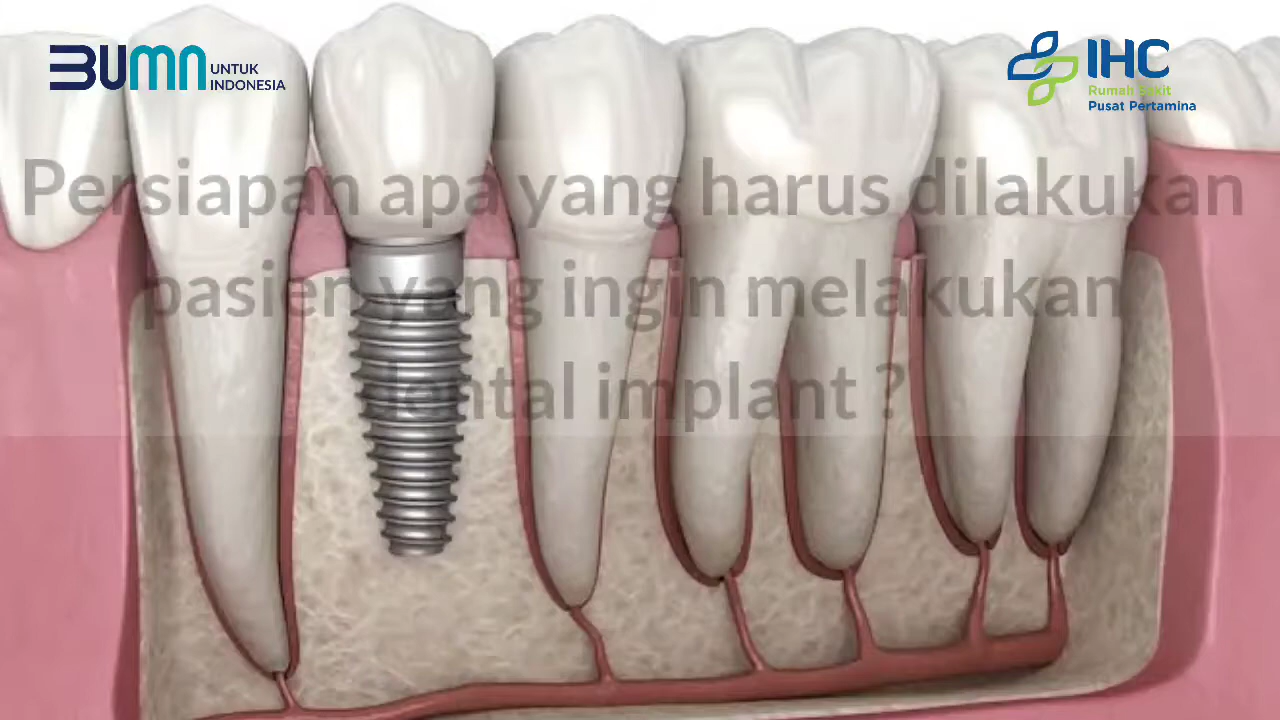 BUMN UNTUK
INDONESIA
IHC
Rumah Sakit
Pusat Pertamina
Persiapan apa yang harus dilakukan
pasien yang ingin melakukan
dental implant ?